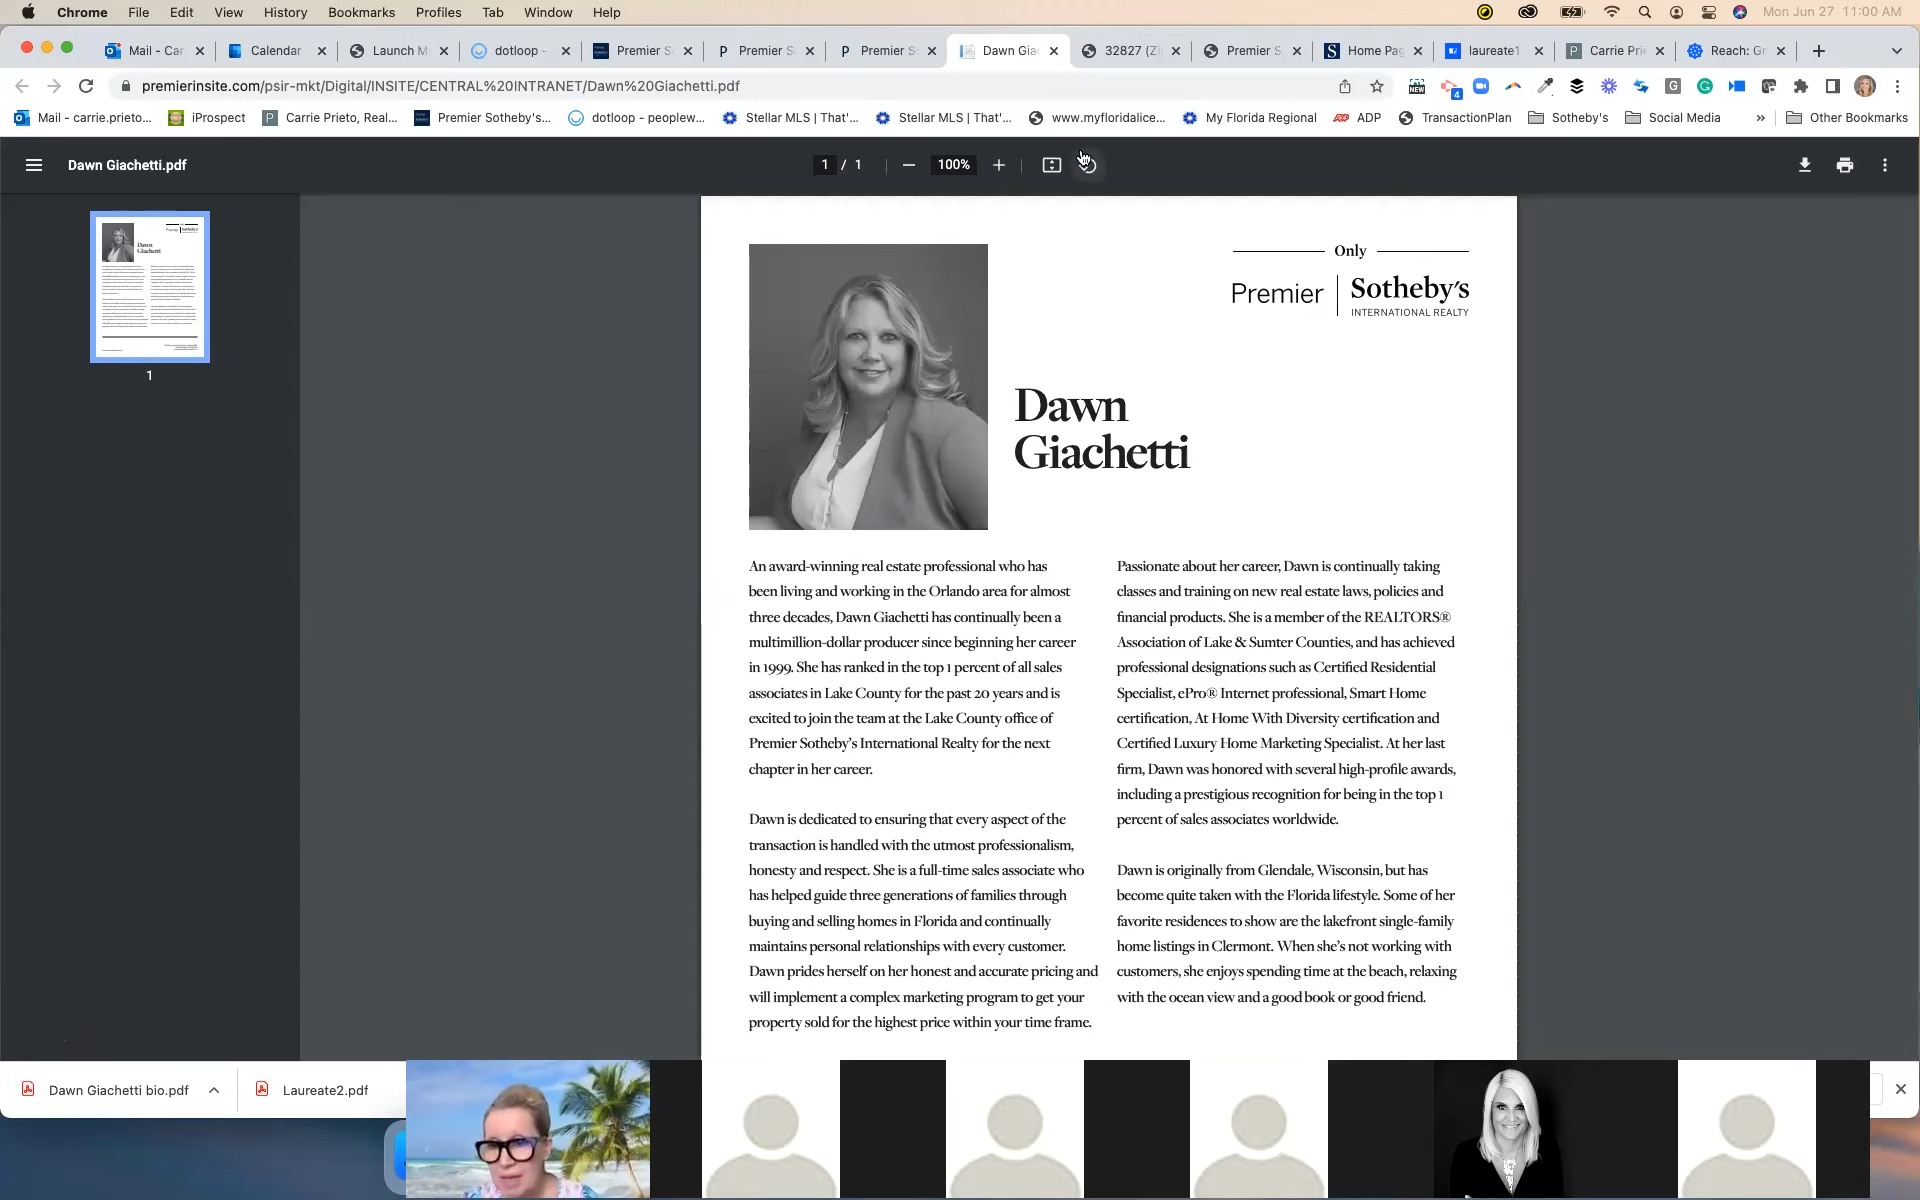 Chrome File Edit View History Bookmarks Profiles Tab Window Help Mon Jun 27 11:00 AM
Mail - Car Calendar Launch M dotloop - Premier S Premier S Premier Sc Dawn Giac 32827 (Zi Premier S Home Pag laureate1 Carrie Pri Reach: Gr
premierinsite.com/psir-mkt/Digital/INSITE/CENTRAL%20INTRANET/Dawn%20Giachetti.pdf NEW 4
Mail - carrie.prieto... iProspect Carrie Prieto, Real... Premier Sotheby's... dotloop - peoplew... Stellar MLS | That'... Stellar MLS | That'... www.myfloridalice... My Florida Regional ADP TransactionPlan Sotheby's Social Media » Other Bookmarks
Dawn Giachetti.pdf 1 / 1 100%
1
Only
Premier Sotheby's
INTERNATIONAL REALTY
Dawn
Giachetti
An award-winning real estate professional who has
been living and working in the Orlando area for almost
three decades, Dawn Giachetti has continually been a
multimillion-dollar producer since beginning her career
in 1999. She has ranked in the top 1 percent of all sales
associates in Lake County for the past 20 years and is
excited to join the team at the Lake County office of
Premier Sotheby's International Realty for the next
chapter in her career.
Dawn is dedicated to ensuring that every aspect of the
transaction is handled with the utmost professionalism,
honesty and respect. She is a full-time sales associate who
has helped guide three generations of families through
buying and selling homes in Florida and continually
maintains personal relationships with every customer.
Dawn prides herself on her honest and accurate pricing and
will implement a complex marketing program to get your
property sold for the highest price within your time frame.
Passionate about her career, Dawn is continually taking
classes and training on new real estate laws, policies and
financial products. She is a member of the REALTORS®
Association of Lake & Sumter Counties, and has achieved
professional designations such as Certified Residential
Specialist, ePro® Internet professional, Smart Home
certification, At Home With Diversity certification and
Certified Luxury Home Marketing Specialist. At her last
firm, Dawn was honored with several high-profile awards,
including a prestigious recognition for being in the top 1
percent of sales associates worldwide.
Dawn is originally from Glendale, Wisconsin, but has
become quite taken with the Florida lifestyle. Some of her
favorite residences to show are the lakefront single-family
home listings in Clermont. When she's not working with
customers, she enjoys spending time at the beach, relaxing
with the ocean view and a good book or good friend.
Dawn Giachetti bio.pdf Laureate2.pdf